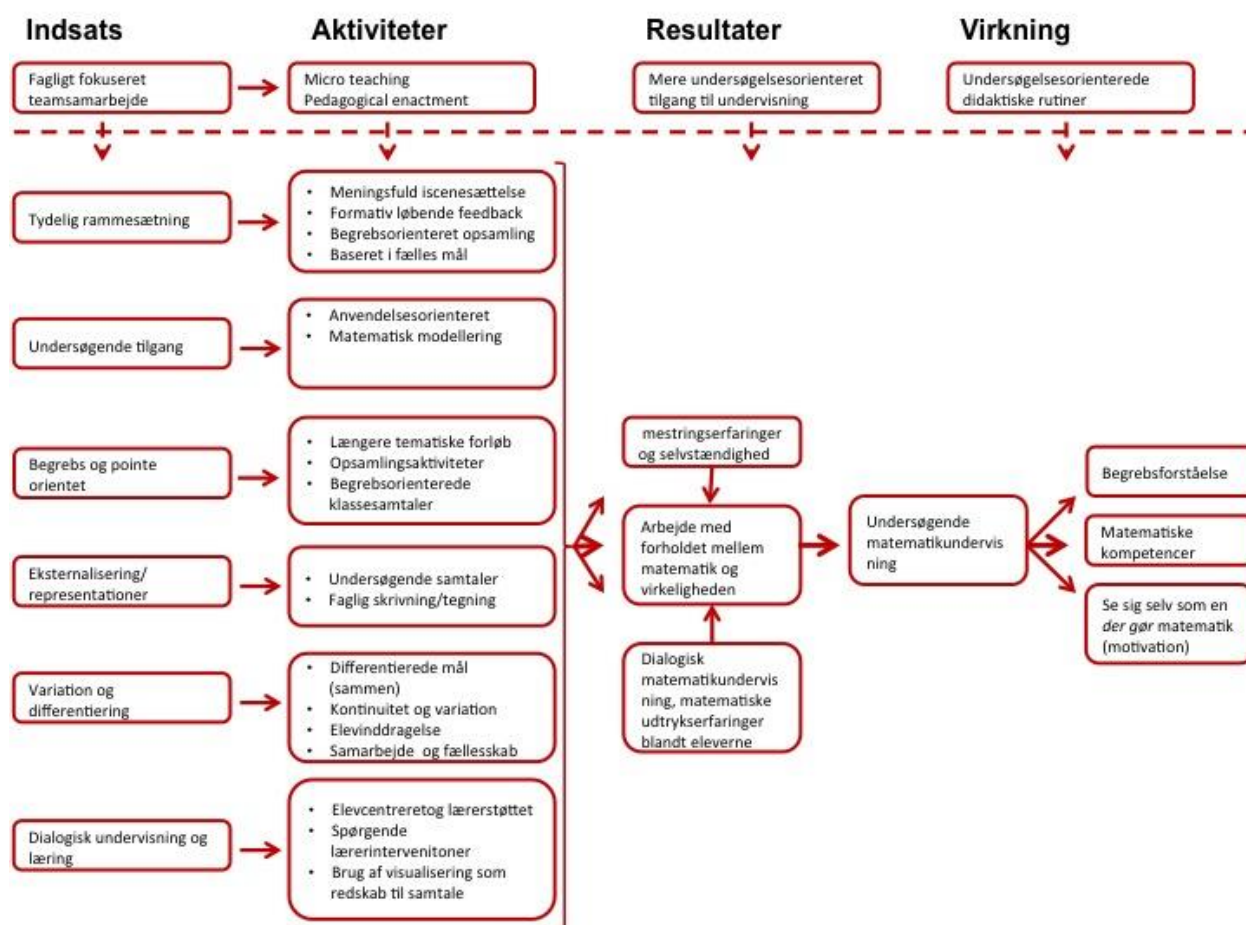 Indsats
Aktiviteter
Resultater
Virkning
Fagligt fokuseret
teamsamarbejde
Micro teaching
Pedagogical enactment
Mere undersøgelsesorienteret
tilgang til undervisning
Undersøgelsesorienterede
didaktiske rutiner
Tydelig rammesætning
• Meningsfuld iscenesættelse
• Formativ løbende feedback
• Begrebsorienteret opsamling
• Baseret i fælles mål
Undersøgende tilgang
• Anvendelsesorienteret
• Matematisk modellering
Begrebs og pointe
orientet
• Længere tematiske forløb
• Opsamlingsaktiviteter
• Begrebsorienterede
klassesamtaler
Eksternalisering/
representationer
• Undersøgende samtaler
• Faglig skrivning/tegning
Variation og
differentiering
• Differentierede mål
(sammen)
• Kontinuitet og variation
• Elevinddragelse
• Samarbejde og fællesskab
Dialogisk undervisning og
læring
• Elevcentreretog lærerstøttet
• Spørgende
lærerintervenitoner
• Brug af visualisering som
redskab til samtale
mestringserfaringer
og selvstændighed
Arbejde med
forholdet mellem
matematik og
virkeligheden
Dialogisk
matematikundervis
ning, matematiske
udtrykserfaringer
blandt eleverne
Undersøgende
matematikundervis
ning
Begrebsforståelse
Matematiske
kompetencer
Se sig selv som en
der gør matematik
(motivation)